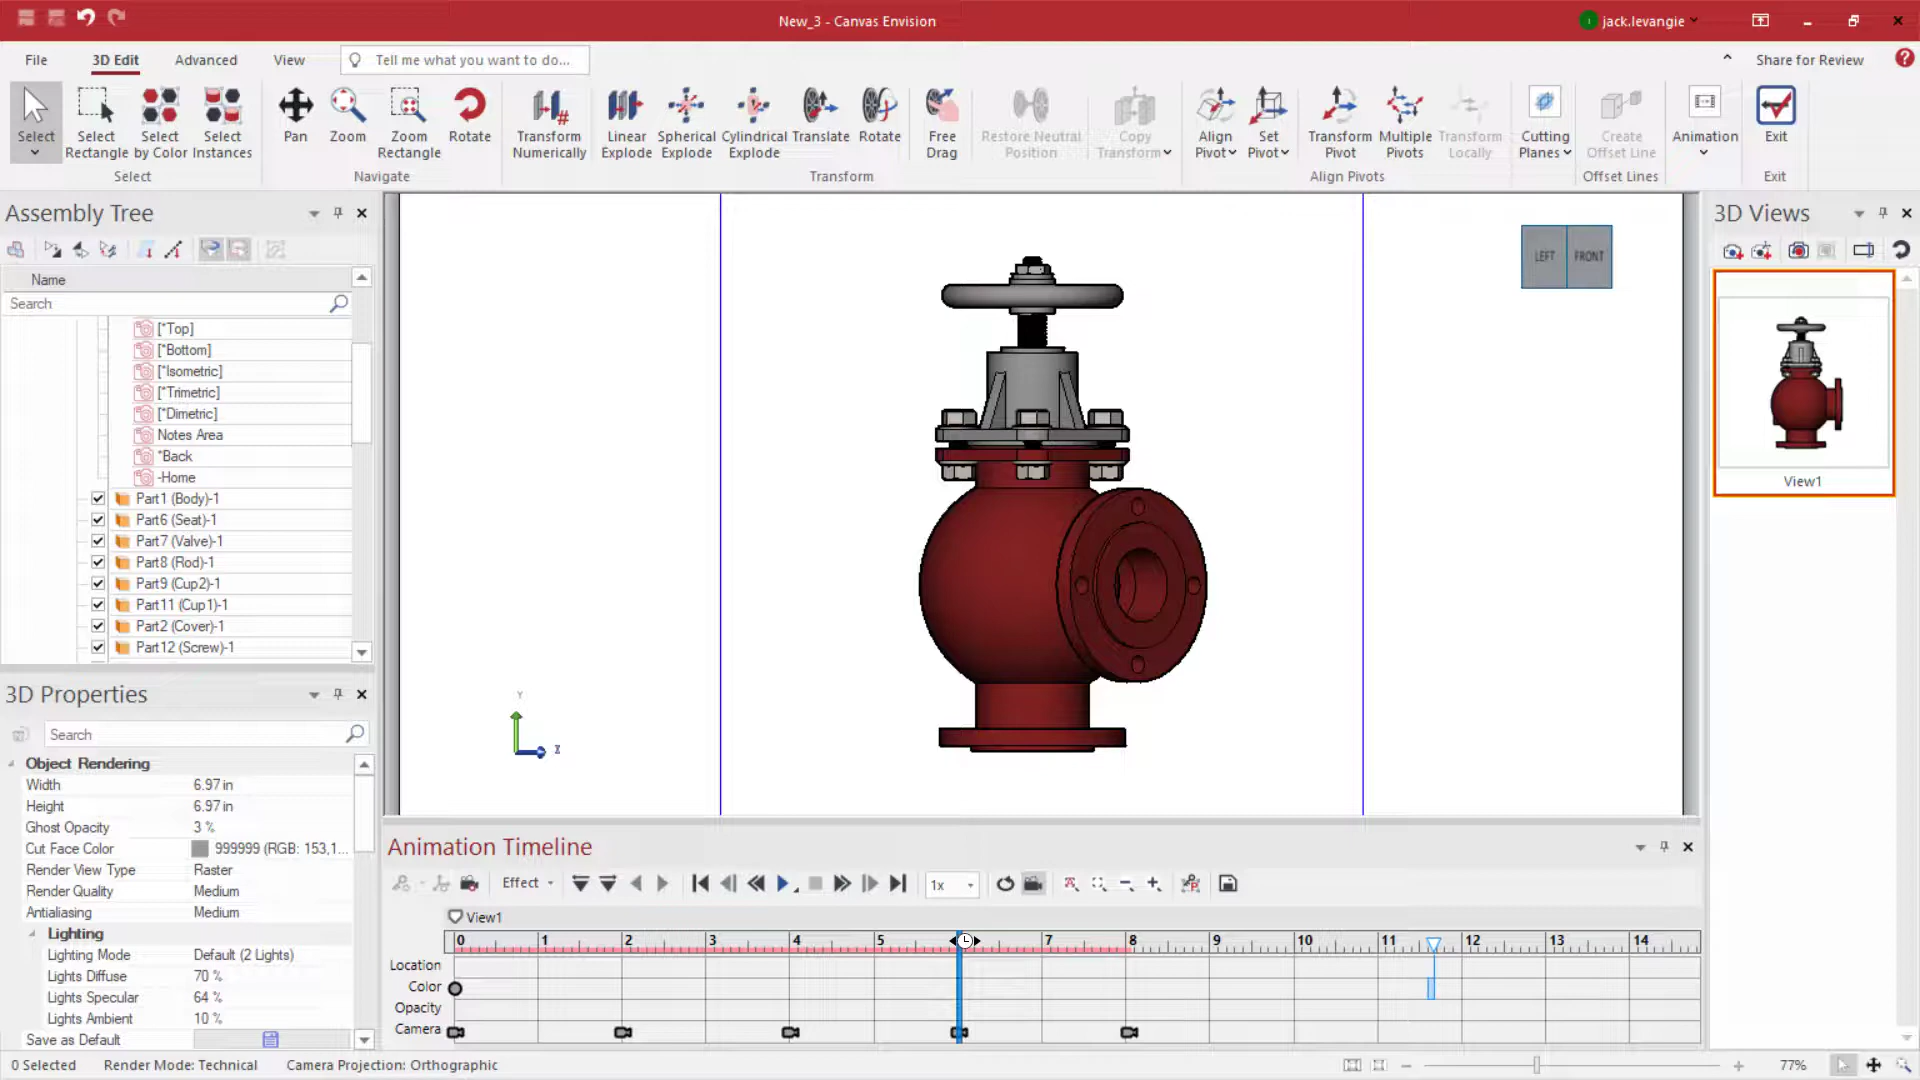 New_3 - Canvas Envision
jack.levangie
File
3D Edit
Advanced
View
Tell me what you want to do...
Share for Review
Select
Select Rectangle
Select by Color
Select Instances
Pan
Zoom
Zoom Rectangle
Rotate
Transform Numerically
Linear Explode
Spherical Explode
Cylindrical Explode
Translate
Rotate
Free Drag
Restore Neutral Position
Copy Transform
Align Pivot
Set Pivot
Transform Pivot
Multiple Pivots
Transform Locally
Cutting Planes
Create Offset Line
Animation
Exit
Select
Navigate
Transform
Align Pivots
Offset Lines
Exit
Assembly Tree
Name
Search
[*Top]
[*Bottom]
[*Isometric]
[*Trimetric]
[*Dimetric]
Notes Area
*Back
-Home
Part1 (Body)-1
Part6 (Seat)-1
Part7 (Valve)-1
Part8 (Rod)-1
Part9 (Cup2)-1
Part11 (Cup1)-1
Part2 (Cover)-1
Part12 (Screw)-1
3D Properties
Search
Object Rendering
Width 6.97 in
Height 6.97 in
Ghost Opacity 3 %
Cut Face Color 999999 (RGB: 153,1...
Render View Type Raster
Render Quality Medium
Antialiasing Medium
Lighting
Lighting Mode Default (2 Lights)
Lights Diffuse 70 %
Lights Specular 64 %
Lights Ambient 10 %
Save as Default
LEFT FRONT
Y
Z
3D Views
View1
Animation Timeline
Effect
1x
View1
0 1 2 3 4 5 7 8 9 10 11 12 13 14
Location
Color
Opacity
Camera
0 Selected
Render Mode: Technical
Camera Projection: Orthographic
77%